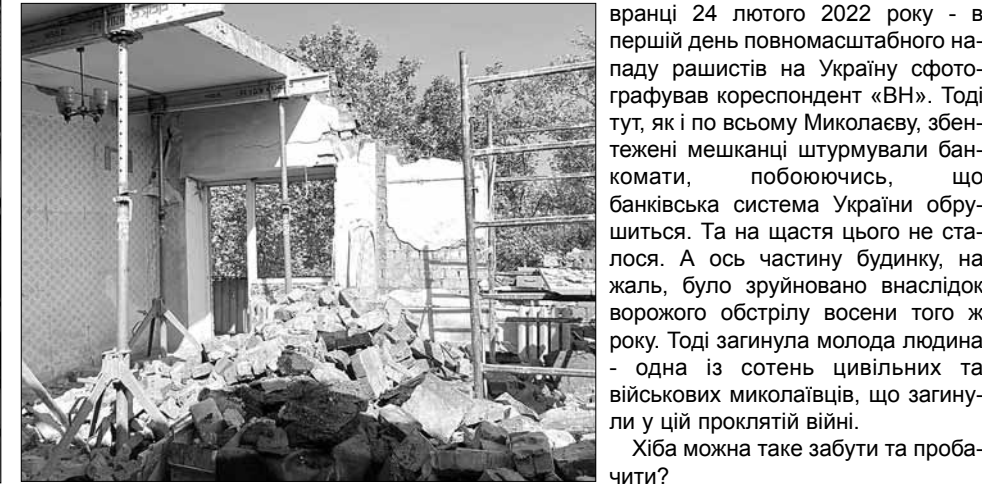 вранці 24 лютого 2022 року - в
першій день повномасштабного на-
паду рашистів на Україну сфото-
графував кореспондент «ВН». Тоді
тут, як і по всьому Миколаєву, збен-
тежені мешканці штурмували бан-
комати, побоюючись, що
банківська система України обру-
шиться. Та на щастя цього не ста-
лося. А ось частину будинку, на
жаль, було зруйновано внаслідок
ворожого обстрілу восени того ж
року. Тоді загинула молода людина
- одна із сотень цивільних та
військових миколаївців, що загину-
ли у цій проклятій війні.
Хіба можна таке забути та проба-
чити?